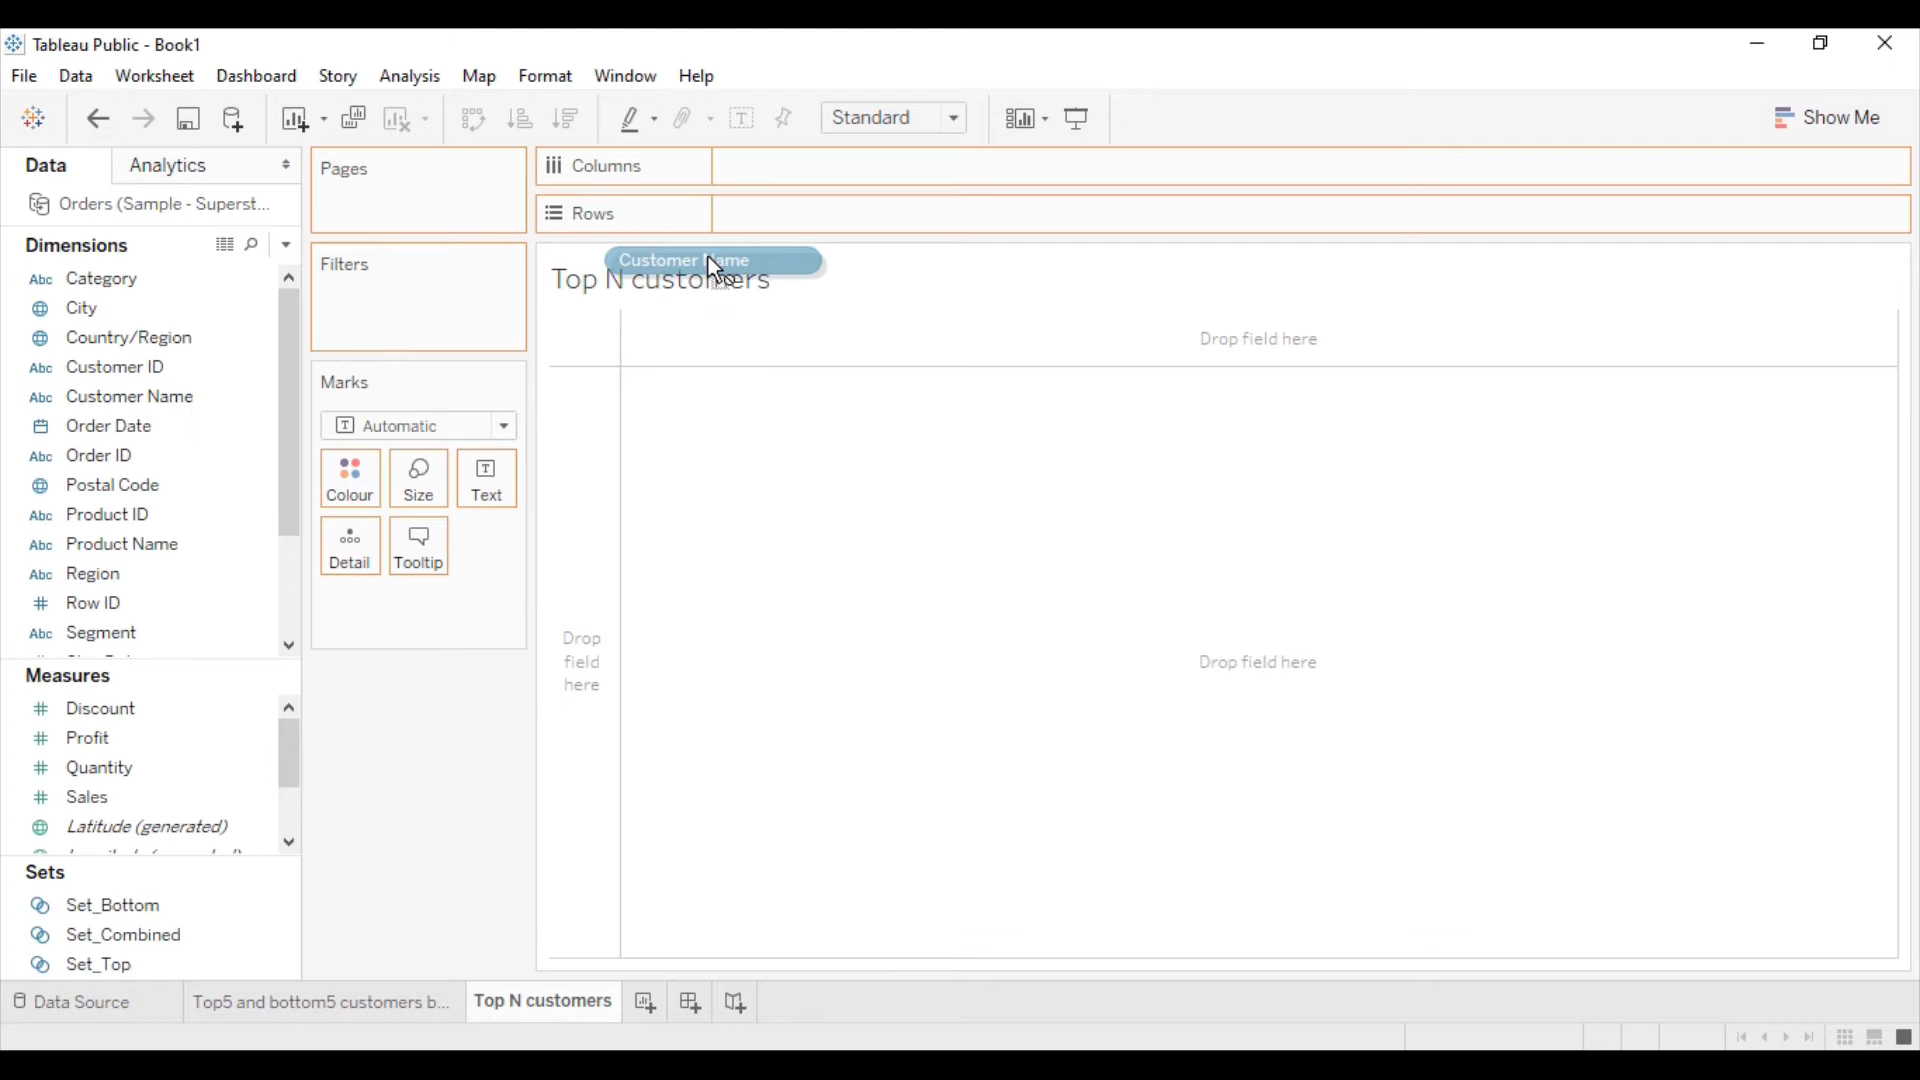 Tableau Public - Book1
File Data Worksheet Dashboard Story Analysis Map Format Window Help
Standard
Show Me
Data Analytics
Orders (Sample - Superst...
Dimensions
Category
City
Country/Region
Customer ID
Customer Name
Order Date
Order ID
Postal Code
Product ID
Product Name
Region
Row ID
Segment
Abc
Abc
Abc
Abc
Abc
Abc
Abc
Abc
Measures
Discount
Profit
Quantity
Sales
Latitude (generated)
Sets
Set_Bottom
Set_Combined
Set_Top
Pages
Filters
Marks
Automatic
Colour Size Text
Detail Tooltip
Columns
Rows
Customer Name
Top N customers
Drop field here
Drop
field
here
Drop field here
Data Source Top5 and bottom5 customers b... Top N customers